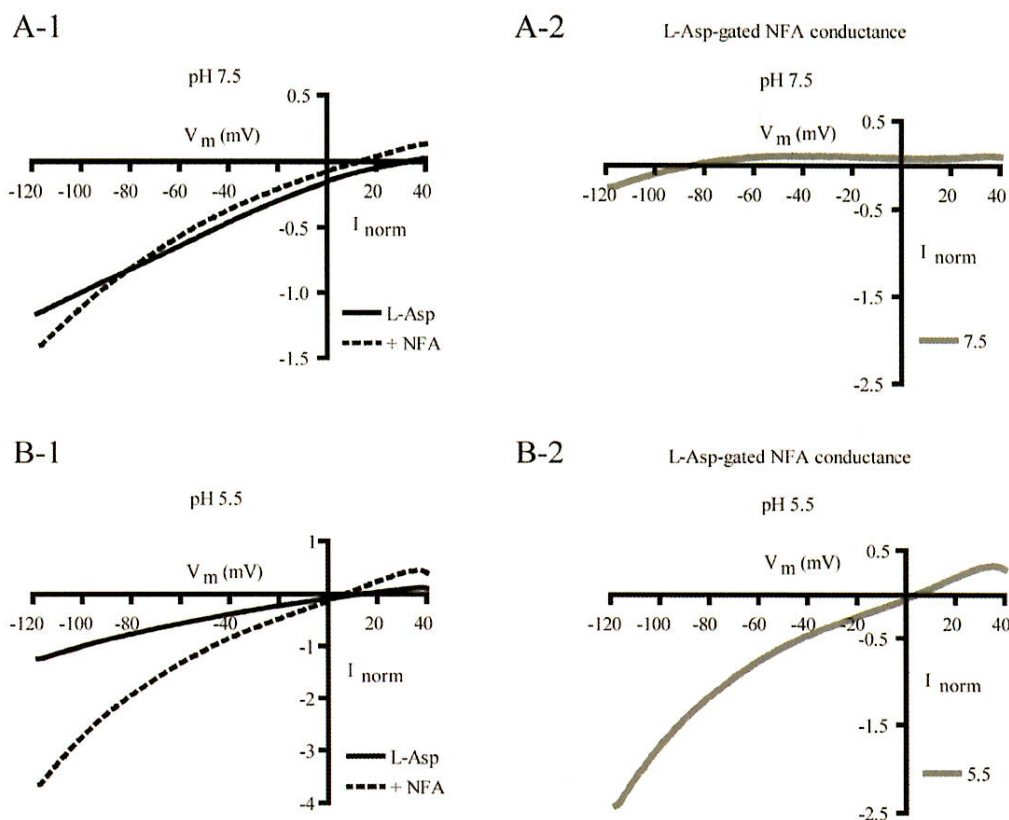 A-1
pH 7.5
V m (mV)
0.5
-120 -100 -80 -60 -40 -20 20 40
-0.5
-1.0
-1.5
I norm
L-Asp
+ NFA
A-2
L-Asp-gated NFA conductance
pH 7.5
V m (mV)
0.5
-120 -100 -80 -60 -40 -20 0 20 40
-0.5
-1.5
-2.5
I norm
7.5
B-1
pH 5.5
V m (mV)
1
-120 -100 -80 -60 -40 -20 20 40
-1
-2
-3
-4
I norm
L-Asp
+ NFA
B-2
L-Asp-gated NFA conductance
pH 5.5
V m (mV)
0.5
-120 -100 -80 -60 -40 -20 0 20 40
-0.5
-1.5
-2.5
I norm
5.5